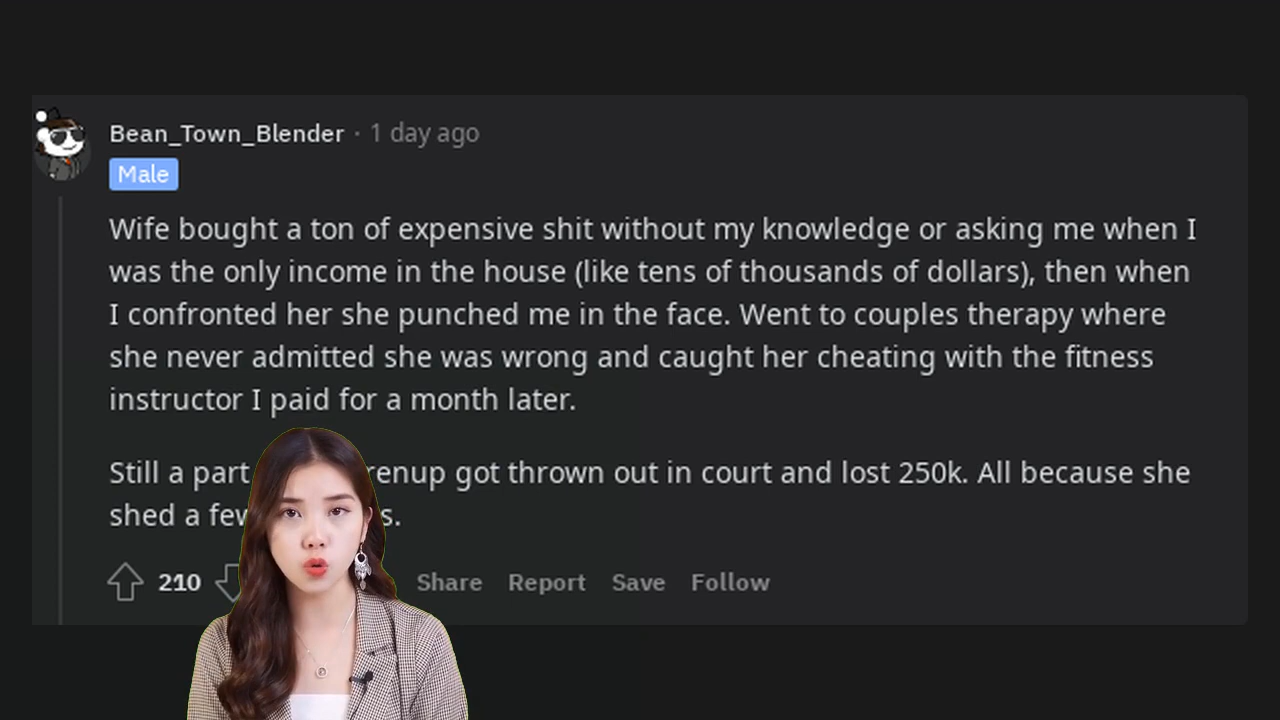 Bean_Town_Blender · 1 day ago
Male
Wife bought a ton of expensive shit without my knowledge or asking me when I
was the only income in the house (like tens of thousands of dollars), then when
I confronted her she punched me in the face. Went to couples therapy where
she never admitted she was wrong and caught her cheating with the fitness
instructor I paid for a month later.
Still a part renup got thrown out in court and lost 250k. All because she
shed a few s.
210 Share Report Save Follow